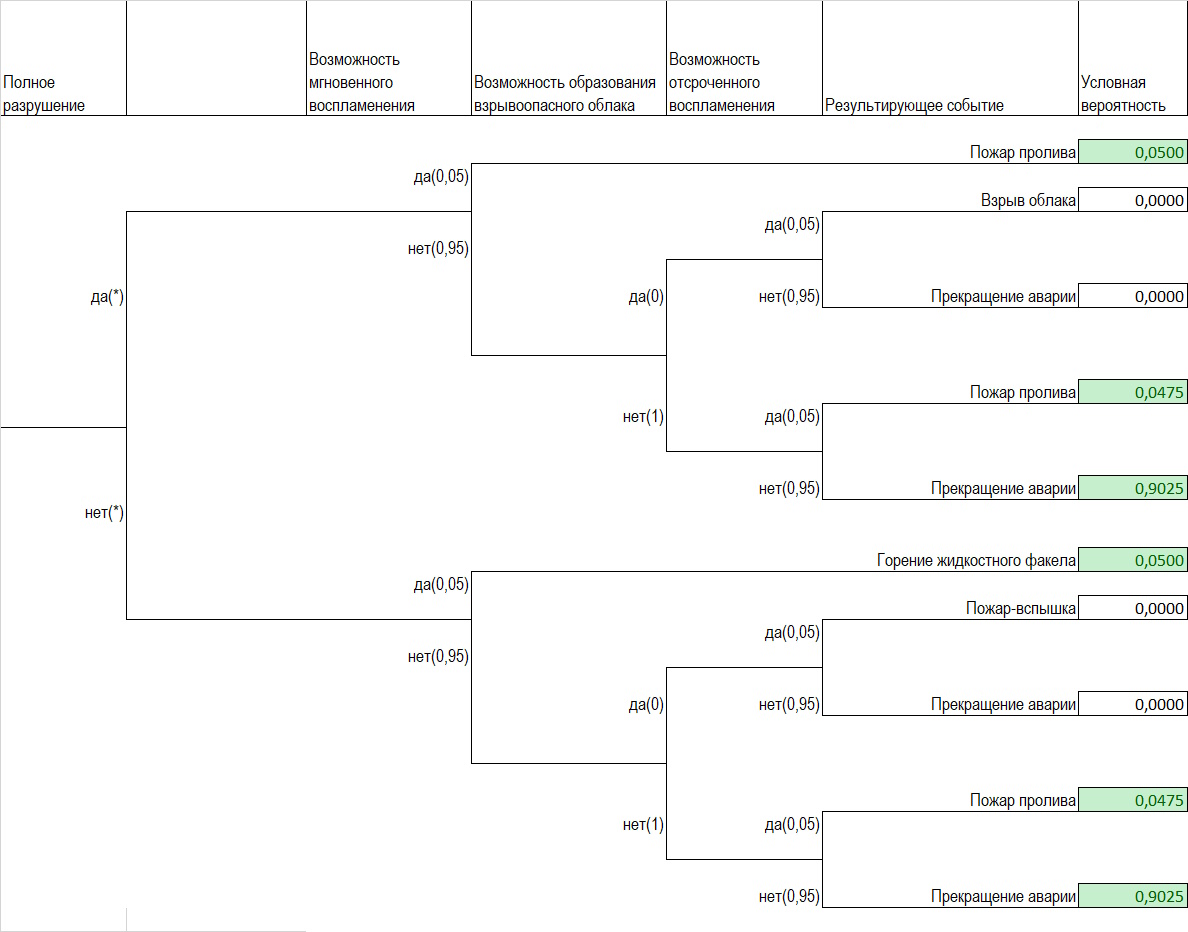 Полное
разрушение
Возможность
мгновенного
воспламенения
Возможность образования
взрывоопасного облака
Возможность
отсроченного
воспламенения
Результирующее событие
Условная
вероятность
Пожар пролива 0,0500
да(0,05)
Взрыв облака 0,0000
да(0,05)
нет(0,95)
да(*)
да(0)
нет(0,95)
Прекращение аварии 0,0000
Пожар пролива 0,0475
нет(1)
да(0,05)
нет(0,95)
Прекращение аварии 0,9025
нет(*)
Горение жидкостного факела 0,0500
да(0,05)
Пожар-вспышка 0,0000
да(0,05)
нет(0,95)
да(0)
нет(0,95)
Прекращение аварии 0,0000
Пожар пролива 0,0475
нет(1)
да(0,05)
нет(0,95)
Прекращение аварии 0,9025